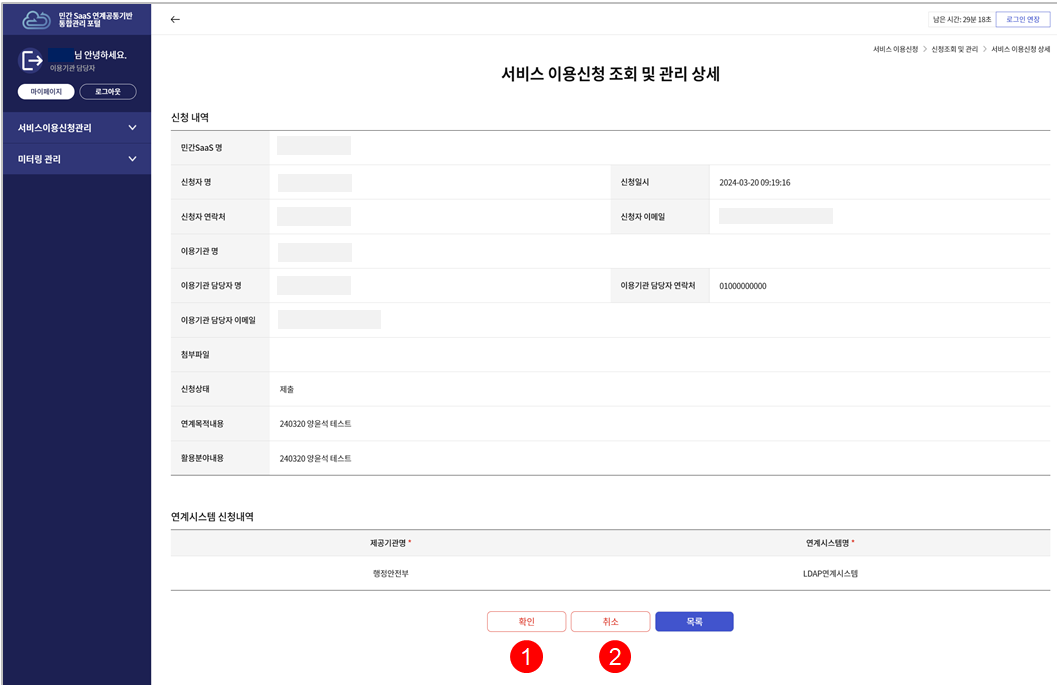 민간 SaaS 연계공통기반
통합관리 포털
남은 시간: 29분 18초 로그인 연장
님 안녕하세요.
이용기관 담당자
마이페이지 로그아웃
서비스이용신청관리
미터링 관리
서비스 이용신청 > 신청조회 및 관리 > 서비스 이용신청 상세
서비스 이용신청 조회 및 관리 상세
신청 내역
민간SaaS 명
신청자 명 신청일시 2024-03-20 09:19:16
신청자 연락처 신청자 이메일
이용기관 명
이용기관 담당자 명 이용기관 담당자 연락처 01000000000
이용기관 담당자 이메일
첨부파일
신청상태 제출
연계목적내용 240320 양윤석 테스트
활용분야내용 240320 양윤석 테스트
연계시스템 신청내역
제공기관명 * 연계시스템명 *
행정안전부 LDAP연계시스템
확인 취소 목록
1 2